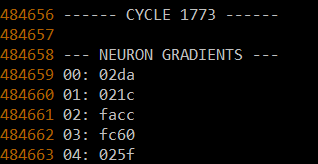 484656 ------ CYCLE 1773 ------
484657
484658 --- NEURON GRADIENTS ---
484659 00: 02da
484660 01: 021c
484661 02: facc
484662 03: fc60
484663 04: 025f